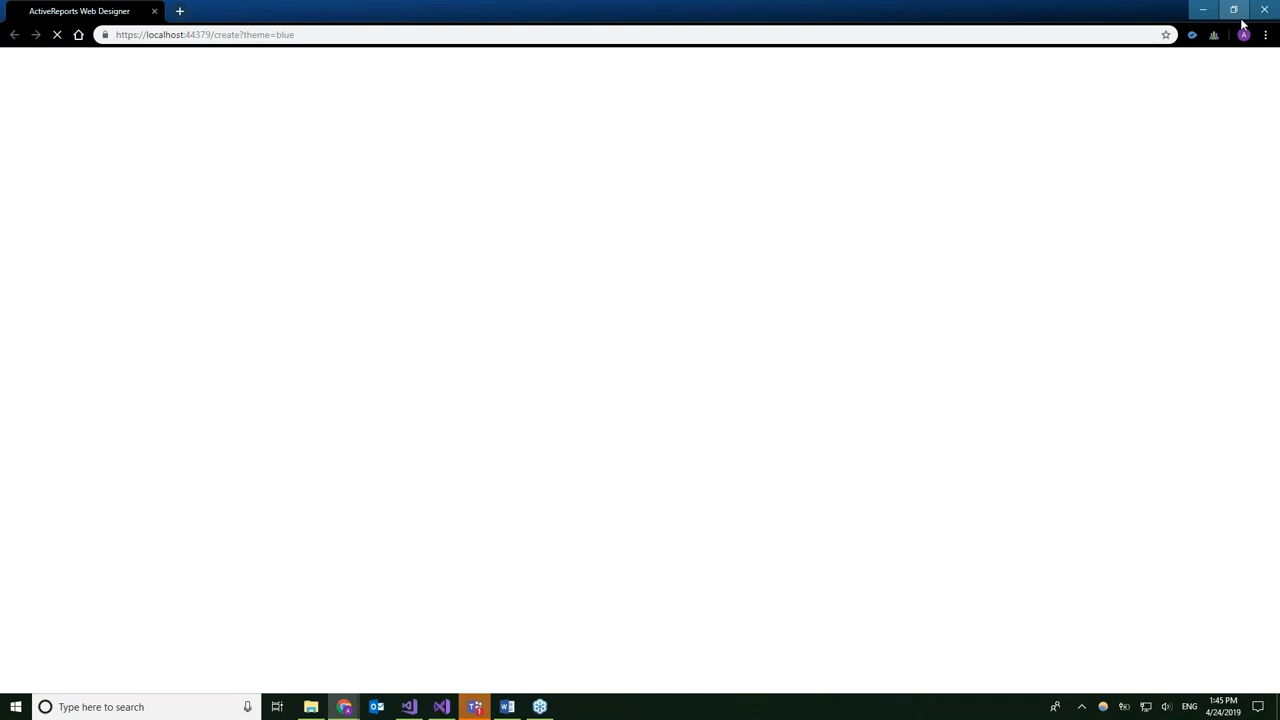 ActiveReports Web Designer
https://localhost:44379/create?theme=blue
A
Type here to search
ENG
1:45 PM
4/24/2019